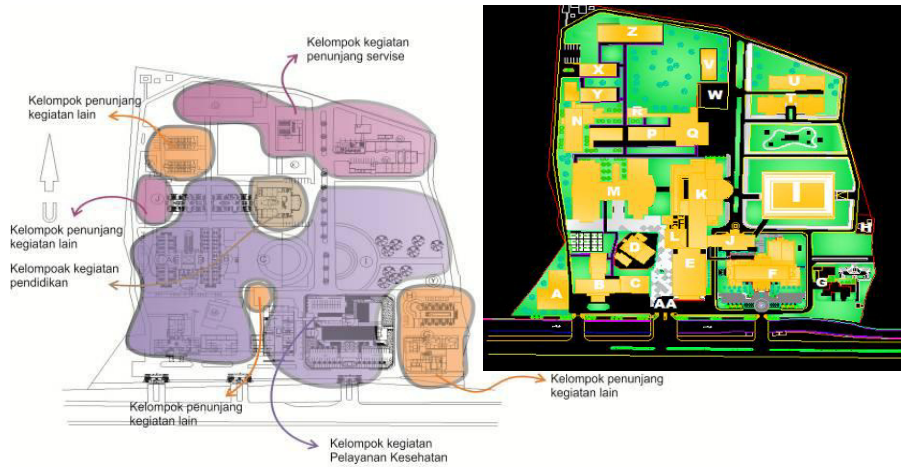 Kelompok kegiatan
penunjang servise
Kelompok penunjang
kegiatan lain
U
Kelompok penunjang
kegiatan lain
Kelompoak kegiatan
pendidikan
Kelompok penunjang
kegiatan lain
Kelompok kegiatan
Pelayanan Kesehatan
Kelompok penunjang
kegiatan lain
Z
X
V
Y
W
U
T
N
R
P
Q
M
K
I
H
L
J
D
E
F
B
C
G
A
AA